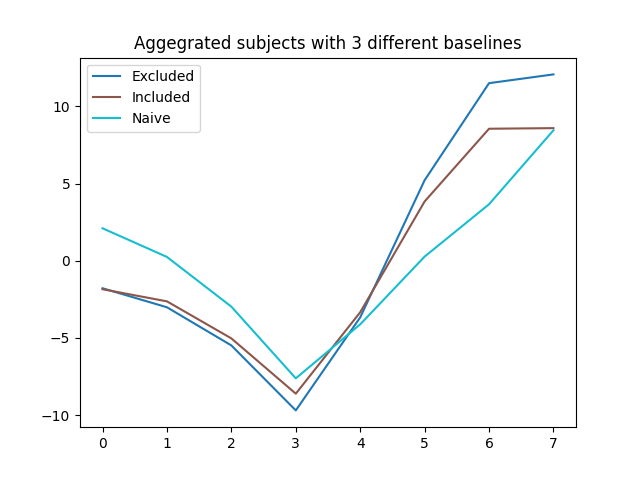 Aggegrated subjects with 3 different baselines
Excluded
Included
Naive
10
5
0
−5
−10
0 1 2 3 4 5 6 7